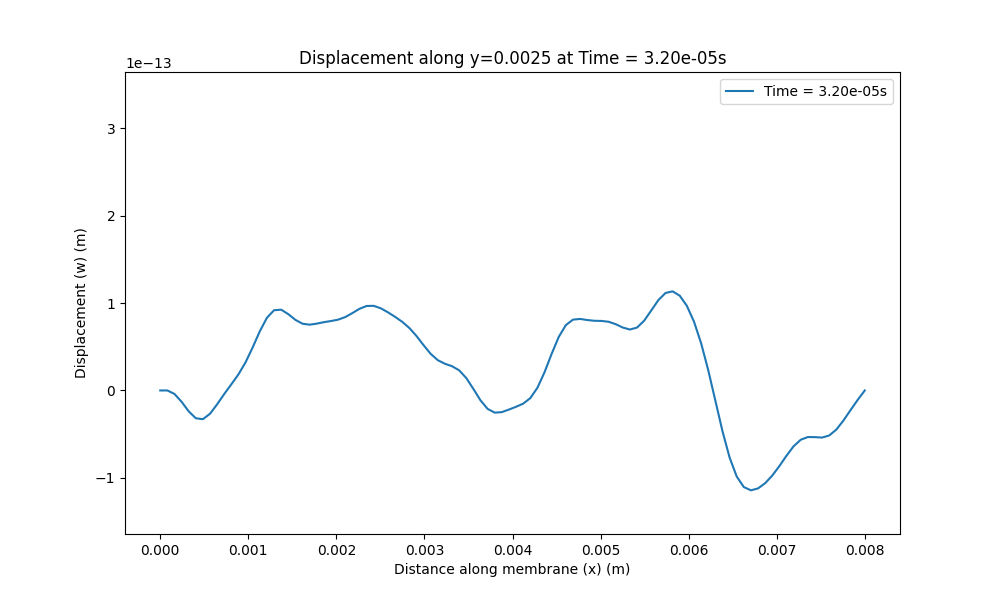 Displacement along y=0.0025 at Time = 3.20e-05s
1e−13
Time = 3.20e-05s
3
2
1
0
−1
Displacement (w) (m)
0.000 0.001 0.002 0.003 0.004 0.005 0.006 0.007 0.008
Distance along membrane (x) (m)